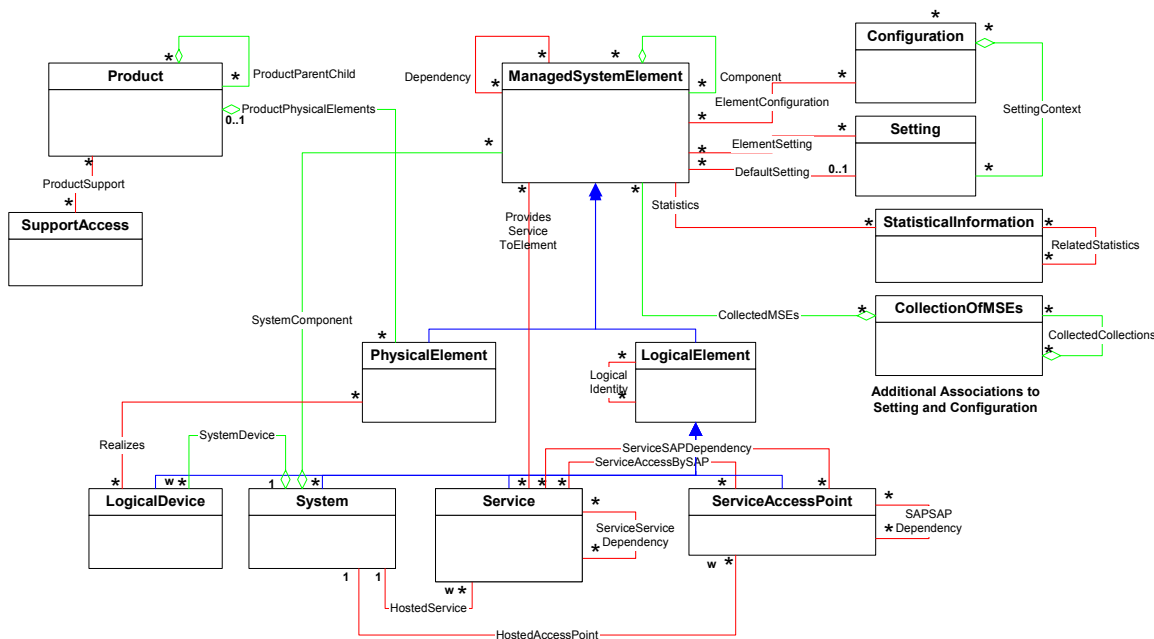 *
*
Configuration
*
*
*
*
Product
*
ProductParentChild
Dependency
*
ManagedSystemElement
*
Component
*
ElementConfiguration
*
SettingContext
ProductPhysicalElements
0..1
*
Setting
*
ElementSetting
*
*
DefaultSetting
0..1
*
*
*
ProductSupport
*
SupportAccess
*
Provides
Service
ToElement
*
Statistics
*
StatisticalInformation
*
RelatedStatistics
*
SystemComponent
CollectedMSEs
*
CollectionOfMSEs
*
CollectedCollections
*
*
PhysicalElement
LogicalElement
*
Logical
Identity
*
Additional Associations to
Setting and Configuration
*
Realizes
SystemDevice
ServiceSAPDependency
ServiceAccessBySAP
*
w
*
1
*
*
*
*
*
*
LogicalDevice
System
Service
ServiceAccessPoint
*
ServiceService
Dependency
*
*
SAPSAP
Dependency
*
1
1
w
*
w
*
HostedService
HostedAccessPoint